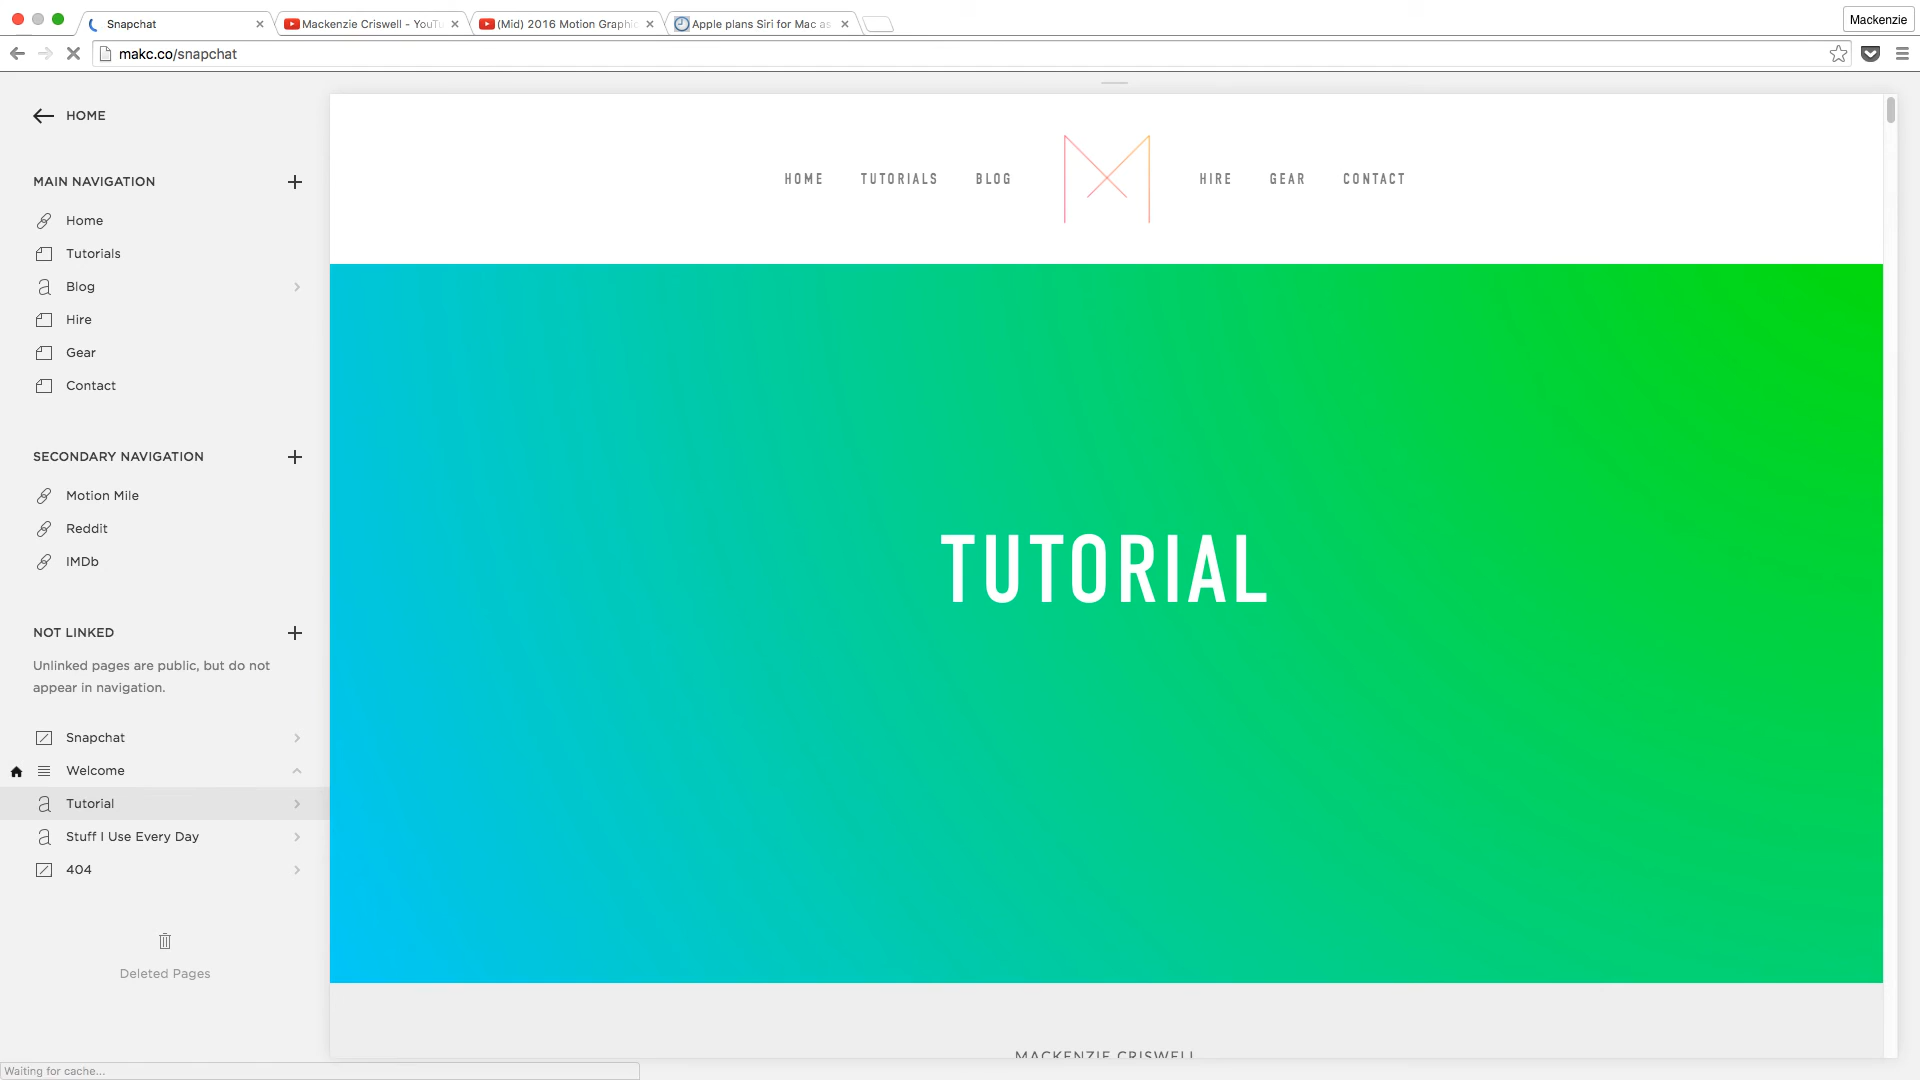 Snapchat
Mackenzie Criswell - YouTu
(Mid) 2016 Motion Graphic
Apple plans Siri for Mac as
Mackenzie
makc.co/snapchat
HOME
MAIN NAVIGATION
Home
Tutorials
Blog
Hire
Gear
Contact
SECONDARY NAVIGATION
Motion Mile
Reddit
IMDb
NOT LINKED
Unlinked pages are public, but do not
appear in navigation.
Snapchat
Welcome
Tutorial
Stuff I Use Every Day
404
Deleted Pages
Waiting for cache...
HOME TUTORIALS BLOG HIRE GEAR CONTACT
TUTORIAL
MACKENZIE CRISWELL